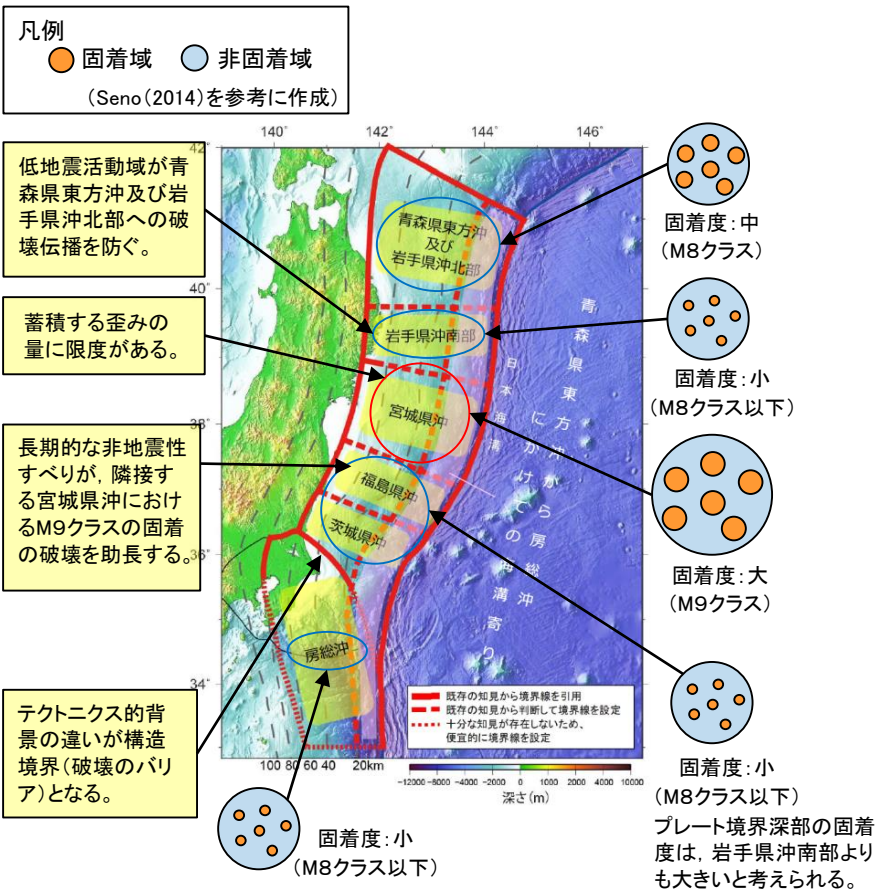 凡例
固着域 非固着域
(Seno(2014)を参考に作成)
140° 142° 144° 146°
42°
40°
38°
36°
34°
低地震活動域が青
森県東方沖及び岩
手県沖北部への破
壊伝播を防ぐ。
蓄積する歪みの
量に限度がある。
長期的な非地震性
すべりが，隣接す
る宮城県沖におけ
るM9クラスの固着
の破壊を助長する。
テクトニクス的背
景の違いが構造
境界(破壊のバリ
ア)となる。
青森県東方沖
及び
岩手県沖北部
岩手県沖南部
宮城県沖
福島県沖
茨城県沖
房総沖
日本海溝
青森県東方沖から房総沖
にかけての海溝寄り
固着度：中
(M8クラス)
固着度：小
(M8クラス以下)
固着度：大
(M9クラス)
固着度：小
(M8クラス以下)
プレート境界深部の固着
度は，岩手県沖南部より
も大きいと考えられる。
既存の知見から境界線を引用
既存の知見から判断して境界線を設定
十分な知見が存在しないため、
便宜的に境界線を設定
100 80 60 40 20km
-12000 -8000 -4000 -2000 0 1000 2000 4000 10000
深さ(m)
固着度：小
(M8クラス以下)